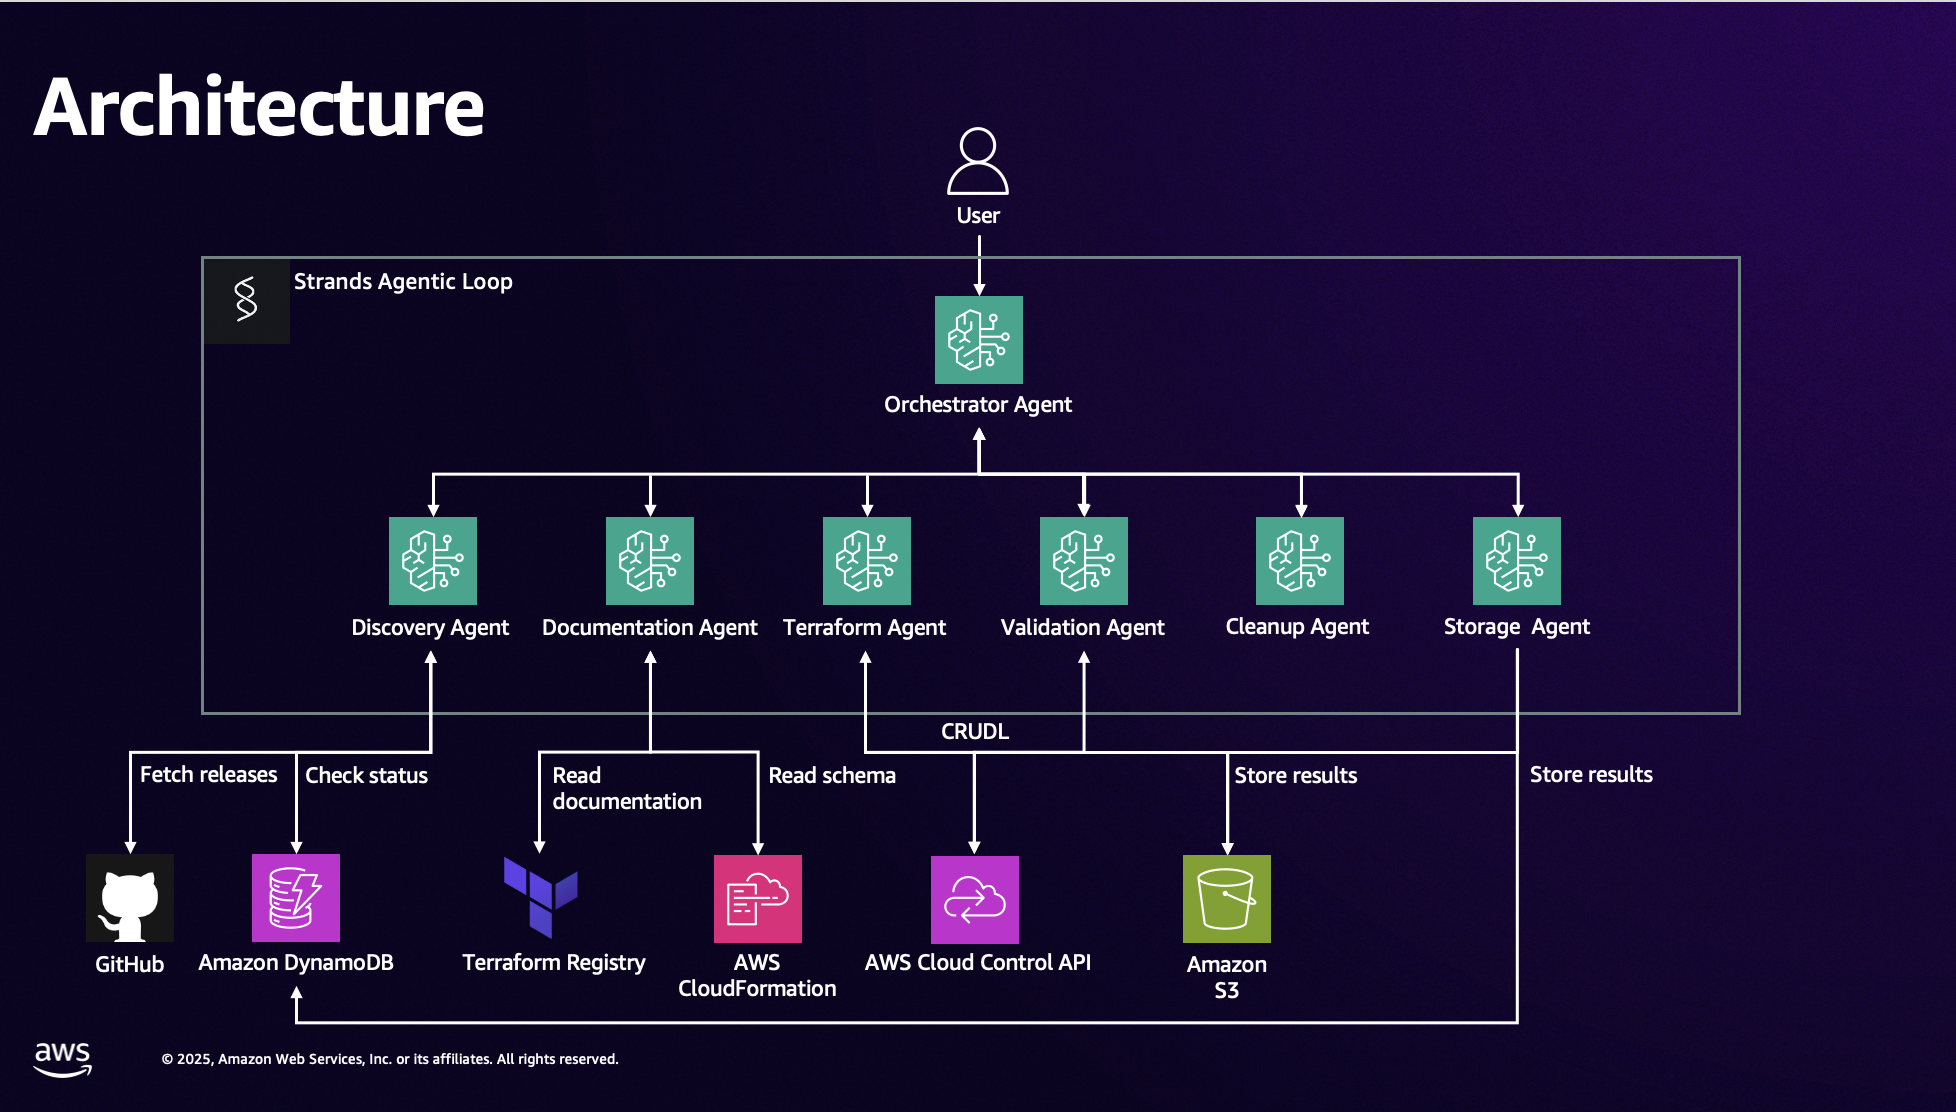 Architecture
User
Strands Agentic Loop
Orchestrator Agent
Discovery Agent
Documentation Agent
Terraform Agent
Validation Agent
Cleanup Agent
Storage  Agent
CRUDL
Fetch releases
Check status
Read
documentation
Read schema
Store results
Store results
GitHub
Amazon DynamoDB
Terraform Registry
AWS
CloudFormation
AWS Cloud Control API
Amazon
S3
aws
© 2025, Amazon Web Services, Inc. or its affiliates. All rights reserved.